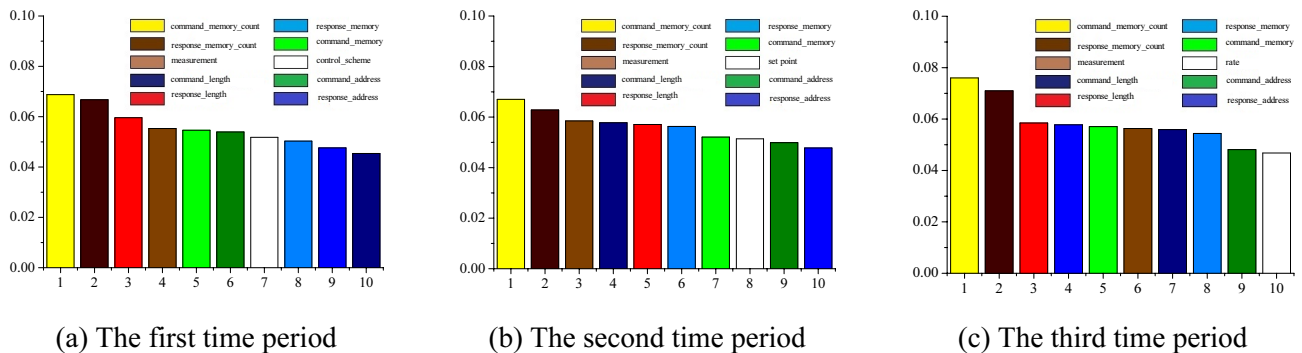 0.10
0.08
0.06
0.04
0.02
0.00
command_memory_count
response_memory_count
measurement
command_length
response_length
response_memory
command_memory
control_scheme
command_address
response_address
1 2 3 4 5 6 7 8 9 10
(a) The first time period
0.10
0.08
0.06
0.04
0.02
0.00
command_memory_count
response_memory_count
measurement
command_length
response_length
response_memory
command_memory
set point
command_address
response_address
1 2 3 4 5 6 7 8 9 10
(b) The second time period
0.10
0.08
0.06
0.04
0.02
0.00
command_memory_count
response_memory_count
measurement
command_length
response_length
response_memory
command_memory
rate
command_address
response_address
1 2 3 4 5 6 7 8 9 10
(c) The third time period